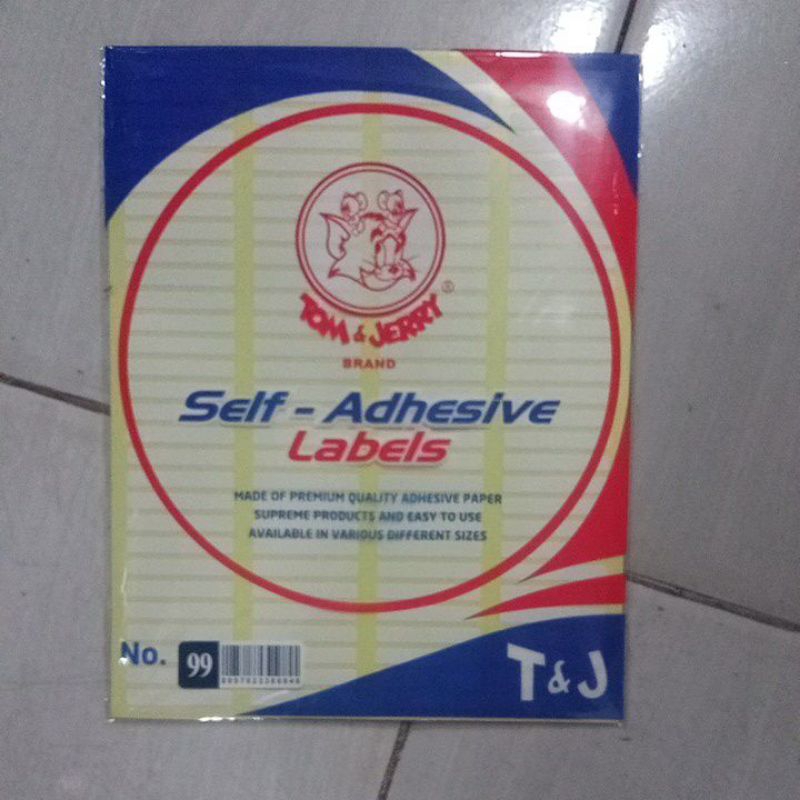 TOM & JERRY ®
BRAND
Self - Adhesive
Labels
MADE OF PREMIUM QUALITY ADHESIVE PAPER
SUPREME PRODUCTS AND EASY TO USE
AVAILABLE IN VARIOUS DIFFERENT SIZES
No. 99
T & J